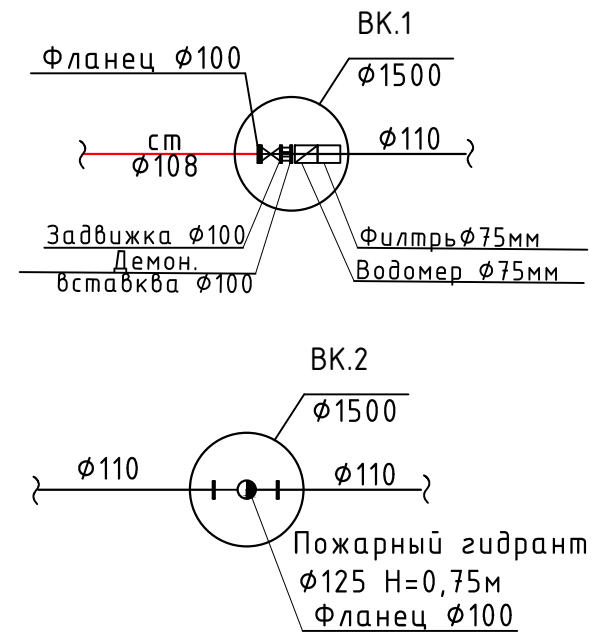 ВК.1
Фланец Ф100
Ф1500
ст
Ф108
Ф110
Задвижка Ф100
Демон.
вставква Ф100
ФилтрьФ75мм
Водомер Ф75мм
ВК.2
Ф1500
Ф110
Ф110
Пожарный гидрант
Ф125 Н=0,75м
Фланец Ф100